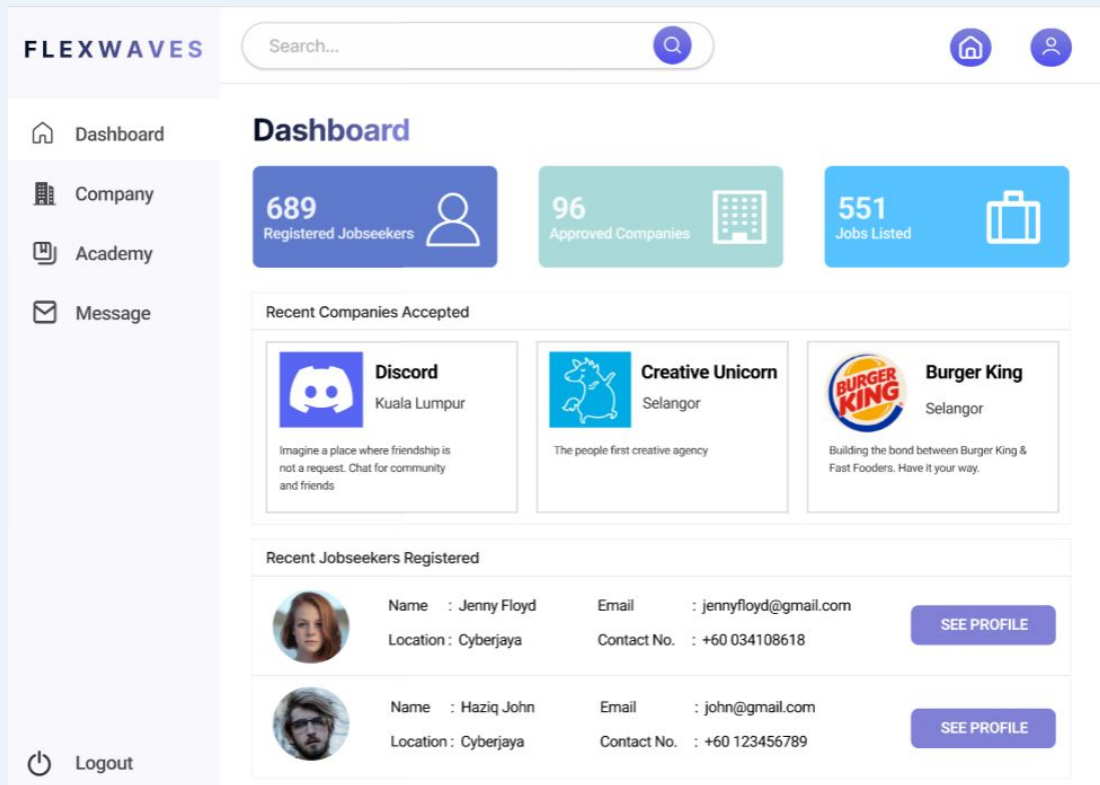 FLEXWAVES
Search...
Dashboard
Company
Academy
Message
Logout
Dashboard
689
Registered Jobseekers
96
Approved Companies
551
Jobs Listed
Recent Companies Accepted
Discord
Kuala Lumpur
Imagine a place where friendship is
not a request. Chat for community
and friends
Creative Unicorn
Selangor
The people first creative agency
BURGER
KING
Burger King
Selangor
Building the bond between Burger King &
Fast Fooders. Have it your way.
Recent Jobseekers Registered
Name : Jenny Floyd Email : jennyfloyd@gmail.com
Location : Cyberjaya Contact No. : +60 034108618
SEE PROFILE
Name : Haziq John Email : john@gmail.com
Location : Cyberjaya Contact No. : +60 123456789
SEE PROFILE